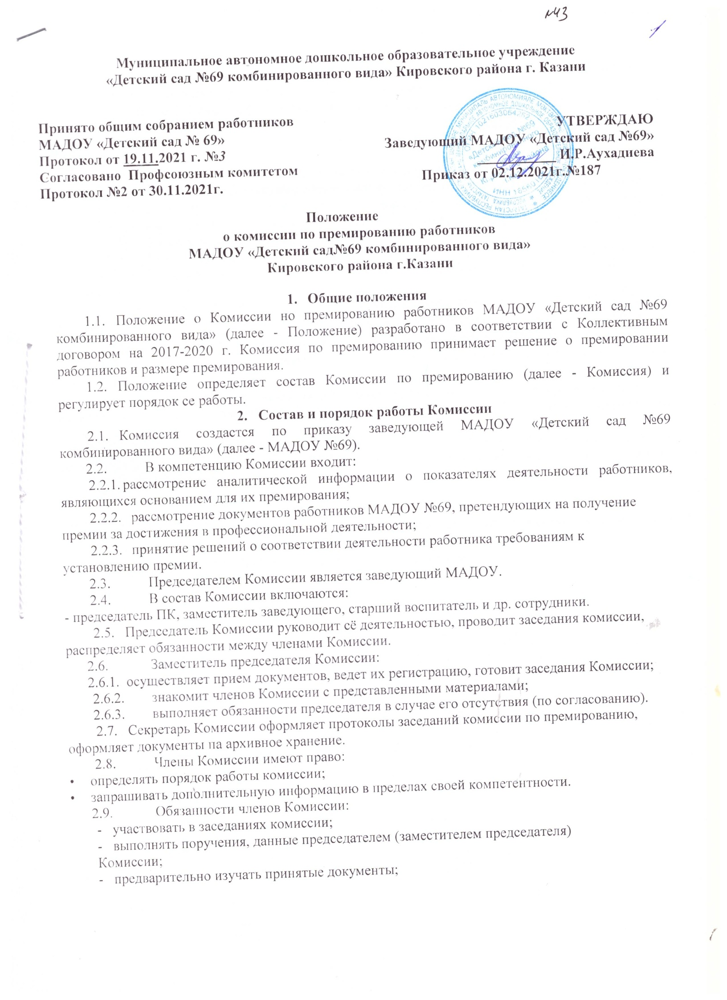 №43
Муниципальное автономное дошкольное образовательное учреждение
«Детский сад №69 комбинированного вида» Кировского района г. Казани
Принято общим собранием работников
МАДОУ «Детский сад № 69»
Протокол от 19.11.2021 г. №3
Согласовано Профсоюзным комитетом
Протокол №2 от 30.11.2021г.
УТВЕРЖДАЮ
Заведующий МАДОУ «Детский сад №69»
И.Р.Аухадиева
Приказ от 02.12.2021г.№187
Положение
о комиссии по премированию работников
МАДОУ «Детский сад№69 комбинированного вида»
Кировского района г.Казани
1. Общие положения
1.1. Положение о Комиссии но премированию работников МАДОУ «Детский сад №69
комбинированного вида» (далее - Положение) разработано в соответствии с Коллективным
договором на 2017-2020 г. Комиссия по премированию принимает решение о премировании
работников и размере премирования.
1.2. Положение определяет состав Комиссии по премированию (далее - Комиссия) и
регулирует порядок се работы.
2. Состав и порядок работы Комиссии
2.1. Комиссия создастся по приказу заведующей МАДОУ «Детский сад №69
комбинированного вида» (далее - МАДОУ №69).
2.2. В компетенцию Комиссии входит:
2.2.1. рассмотрение аналитической информации о показателях деятельности работников,
являющихся основанием для их премирования;
2.2.2. рассмотрение документов работников МАДОУ №69, претендующих на получение
премии за достижения в профессиональной деятельности;
2.2.3. принятие решений о соответствии деятельности работника требованиям к
установлению премии.
2.3. Председателем Комиссии является заведующий МАДОУ.
2.4. В состав Комиссии включаются:
- председатель ПК, заместитель заведующего, старший воспитатель и др. сотрудники.
2.5. Председатель Комиссии руководит сё деятельностью, проводит заседания комиссии,
распределяет обязанности между членами Комиссии.
2.6. Заместитель председателя Комиссии:
2.6.1. осуществляет прием документов, ведет их регистрацию, готовит заседания Комиссии;
2.6.2. знакомит членов Комиссии с представленными материалами;
2.6.3. выполняет обязанности председателя в случае его отсутствия (по согласованию).
2.7. Секретарь Комиссии оформляет протоколы заседаний комиссии по премированию,
оформляет документы па архивное хранение.
2.8. Члены Комиссии имеют право:
• определять порядок работы комиссии;
• запрашивать дополнительную информацию в пределах своей компетентности.
2.9. Обязанности членов Комиссии:
- участвовать в заседаниях комиссии;
- выполнять поручения, данные председателем (заместителем председателя)
Комиссии;
- предварительно изучать принятые документы;